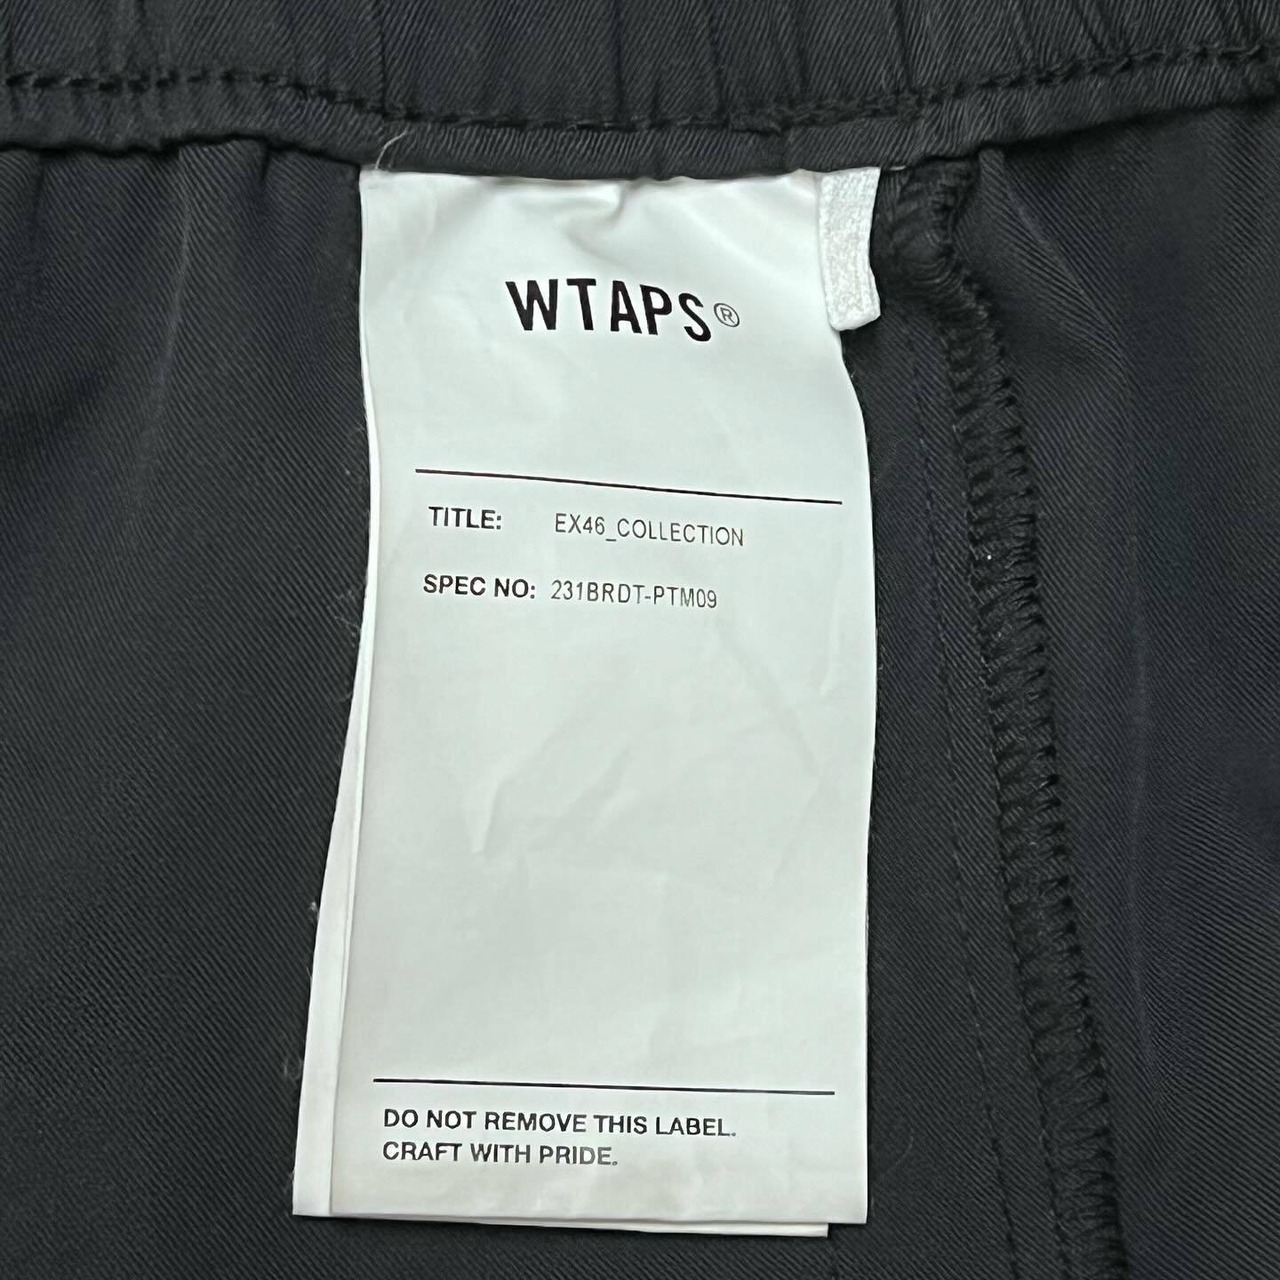 WTAPS®
TITLE: EX46_COLLECTION
SPEC NO: 231BRDT-PTM09
DO NOT REMOVE THIS LABEL.
CRAFT WITH PRIDE.